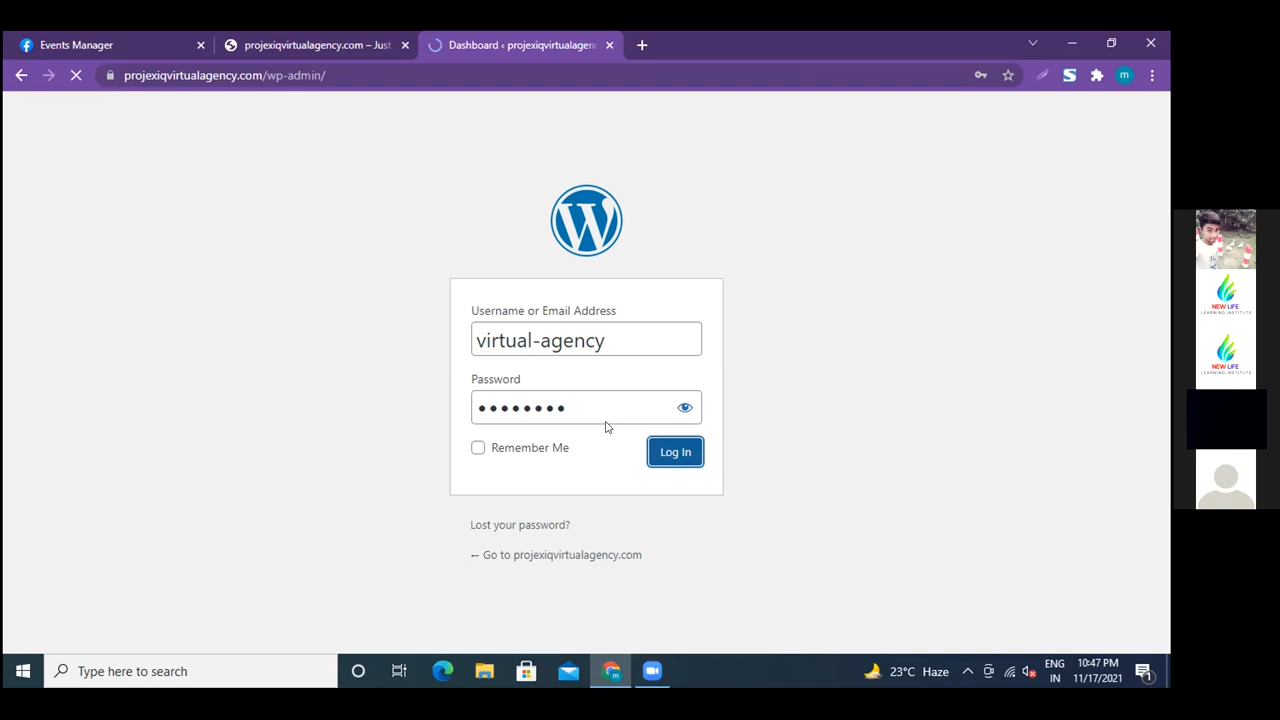 Events Manager
projexiqvirtualagency.com – Just
Dashboard ‹ projexiqvirtualagen
projexiqvirtualagency.com/wp-admin/
m
Username or Email Address
virtual-agency
Password
Remember Me
Log In
Lost your password?
← Go to projexiqvirtualagency.com
NEW LIFE
LEARNING INSTITUTE
NEW LIFE
LEARNING INSTITUTE
Type here to search
23°C Haze
ENG
IN
10:47 PM
11/17/2021
1